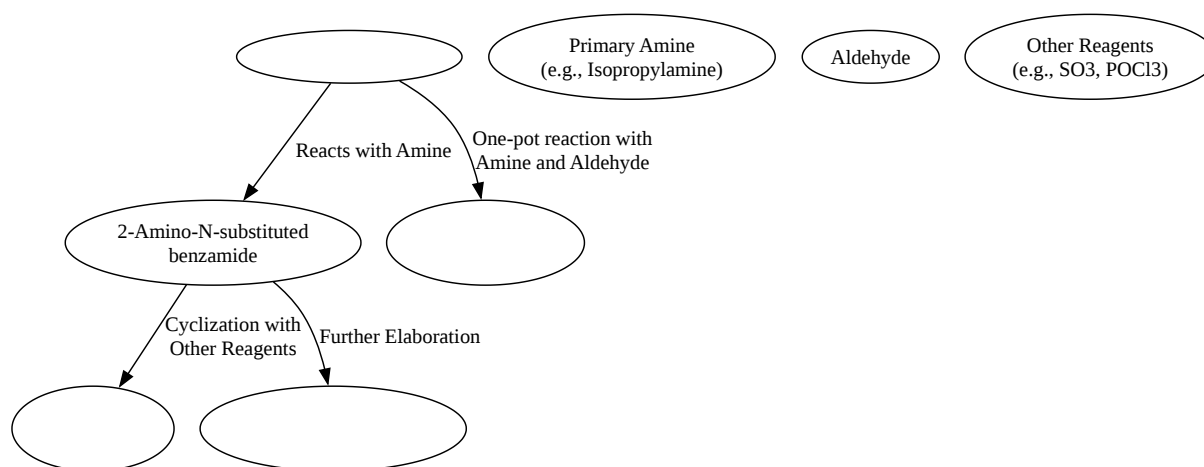 Primary Amine
(e.g., Isopropylamine)
Aldehyde
Other Reagents
(e.g., SO3, POCl3)
Reacts with Amine
One-pot reaction with
Amine and Aldehyde
2-Amino-N-substituted
benzamide
Cyclization with
Other Reagents
Further Elaboration